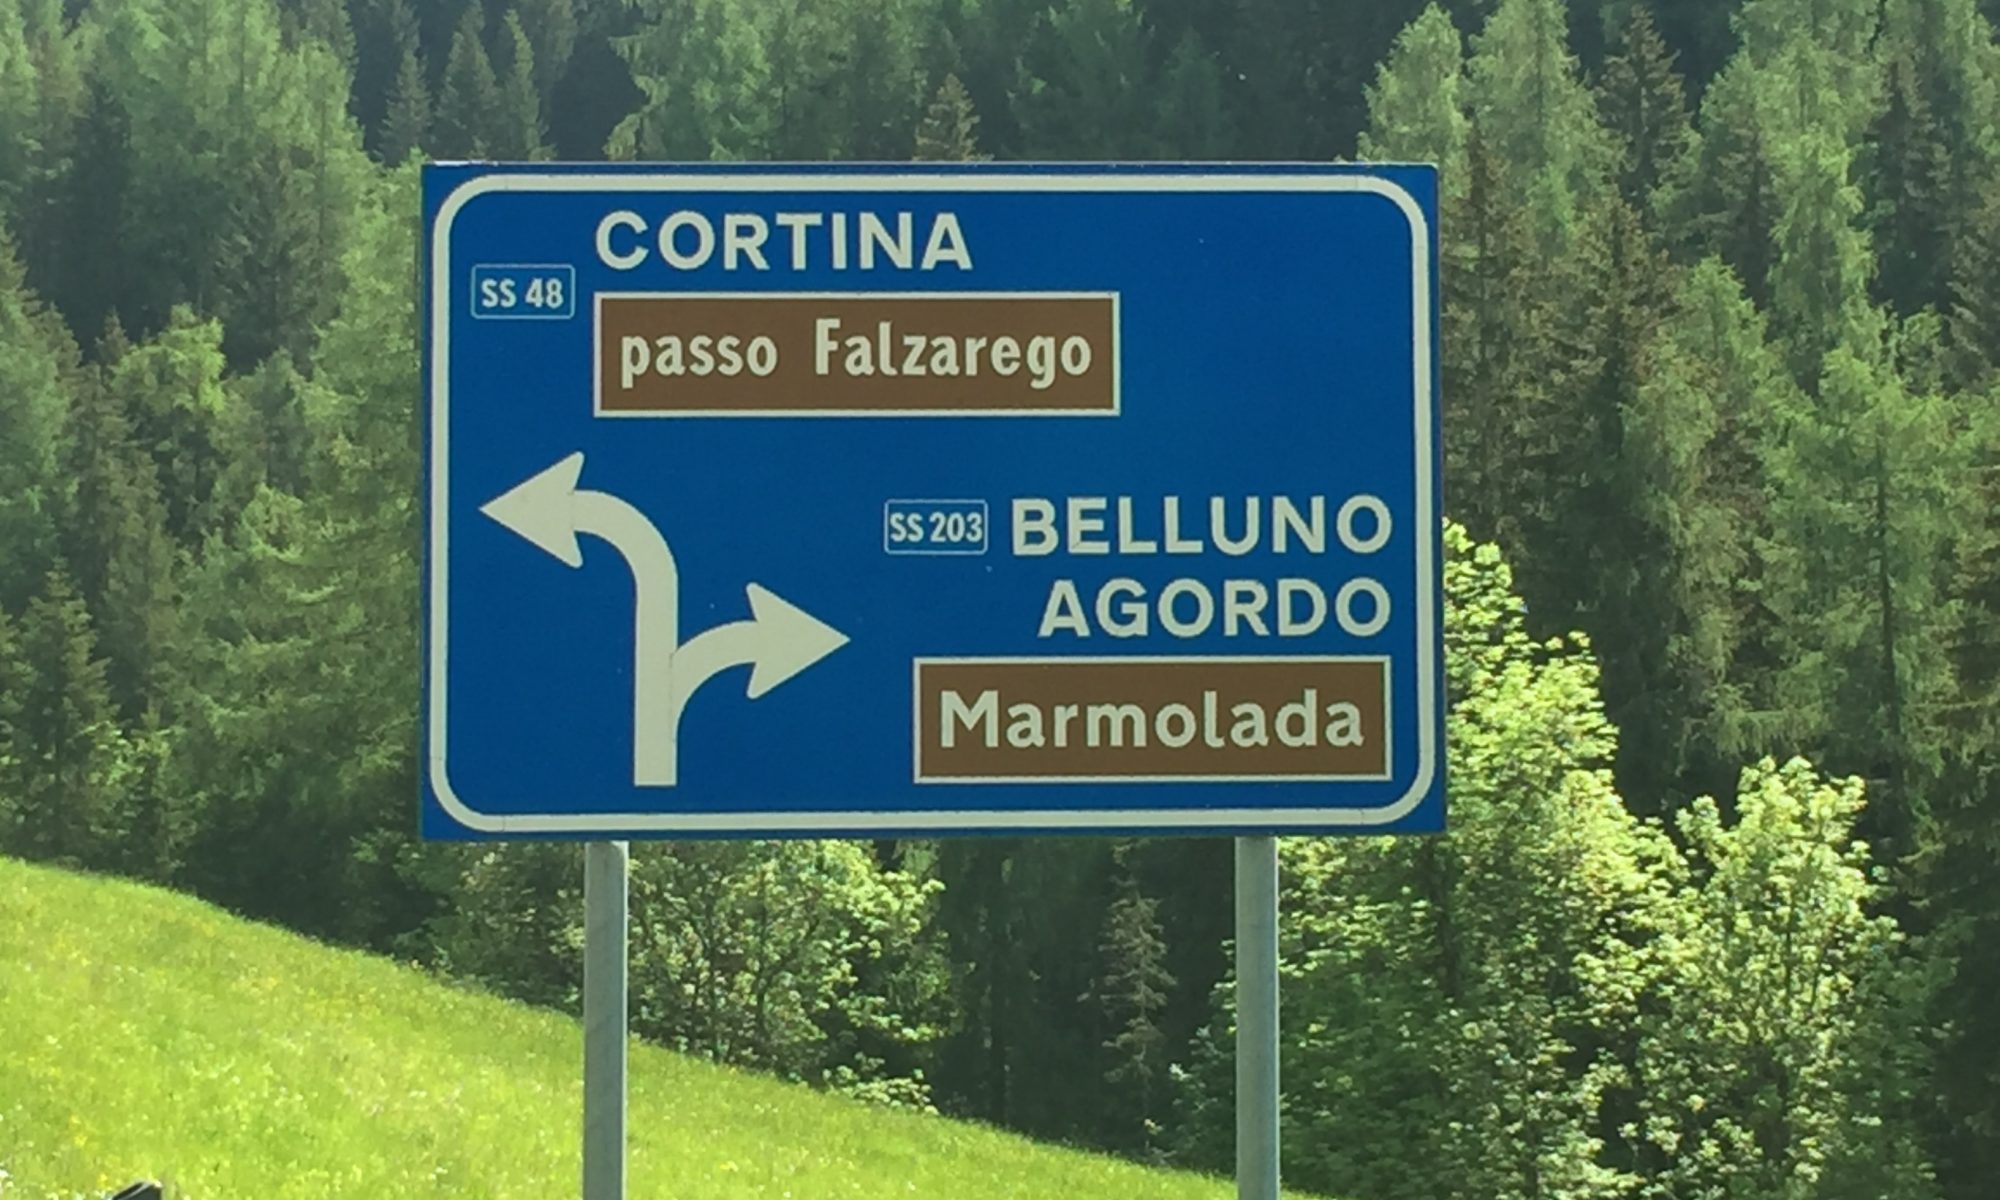 CORTINA
SS 48
passo Falzarego
SS 203 BELLUNO
AGORDO
Marmolada